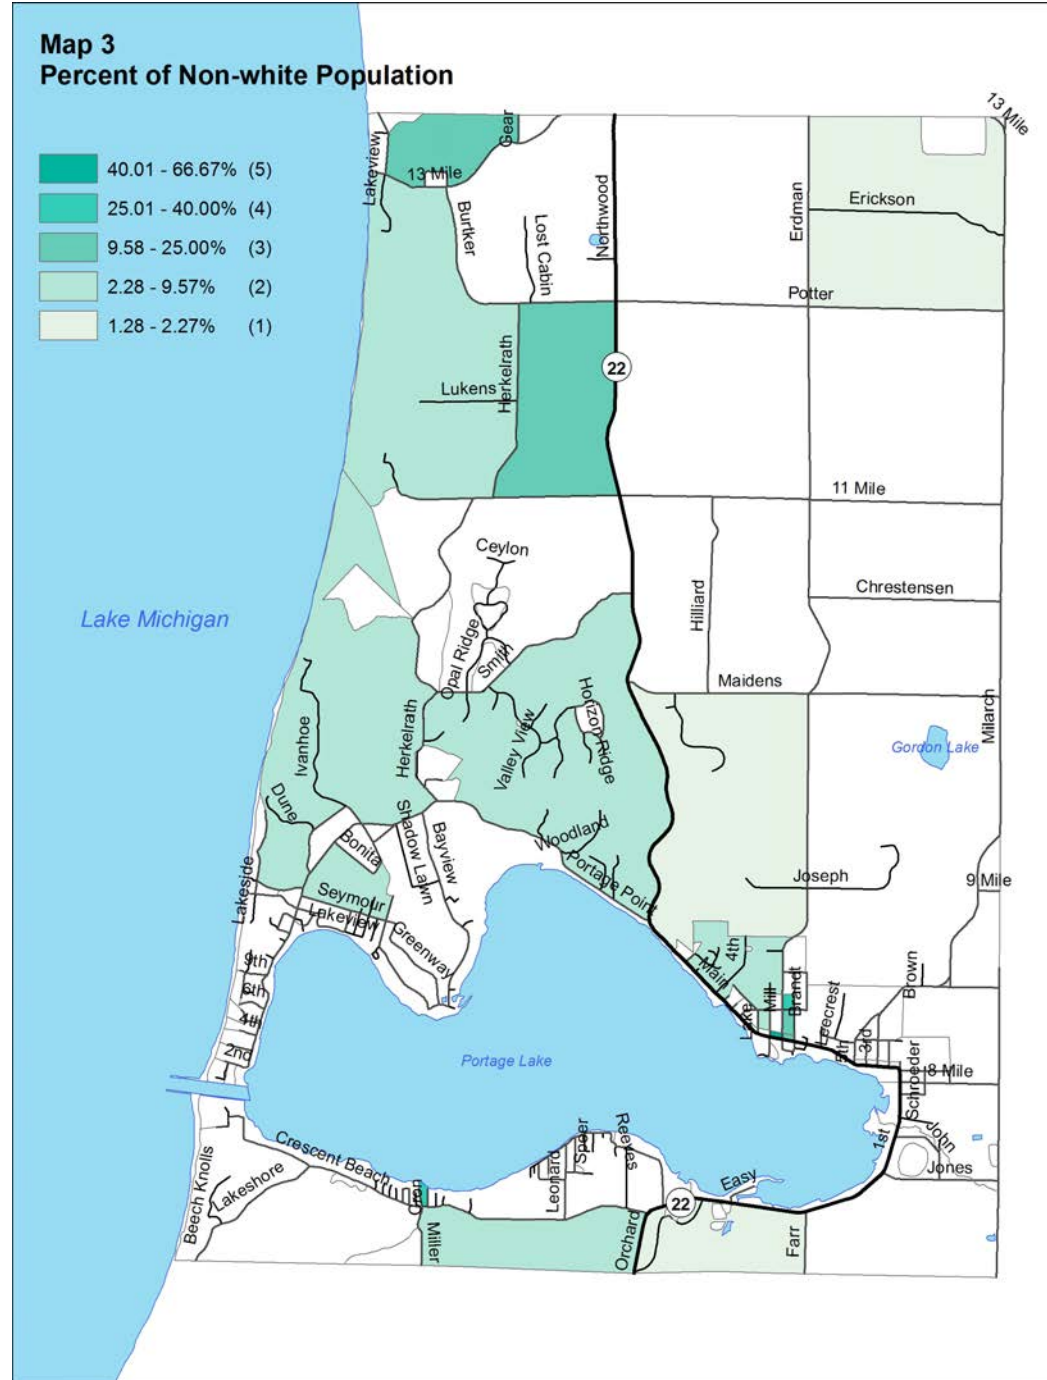 Map 3
Percent of Non-white Population
40.01 - 66.67% (5)
25.01 - 40.00% (4)
9.58 - 25.00% (3)
2.28 - 9.57% (2)
1.28 - 2.27% (1)
13 Mile
Gear
Lakeview
13 Mile
Burtker
Lost Cabin
Northwood
Erdman
Erickson
Potter
22
Lukens
Herkelrath
11 Mile
Ceylon
Chrestensen
Hilliard
Lake Michigan
Opal Ridge
Smith
Maidens
Milarch
Gordon Lake
Ivanhoe
Herkelrath
Valley View
Horizon Ridge
Dune
Bonita
Shadow Lawn
Bayview
Woodland
Portage Point
Joseph
9 Mile
Lakeside
Seymour
Lakeview
Greenway
9th
6th
4th
2nd
Main
4th
Lake
Mill
Brandt
Leecrest
Brown
5th
3rd
Schroeder
8 Mile
Portage Lake
1st
John
Jones
Beech Knolls
Lakeshore
Crescent Beach
Glen
Miller
Leonard
Speer
Reeves
Orchard
22
Easy
Farr